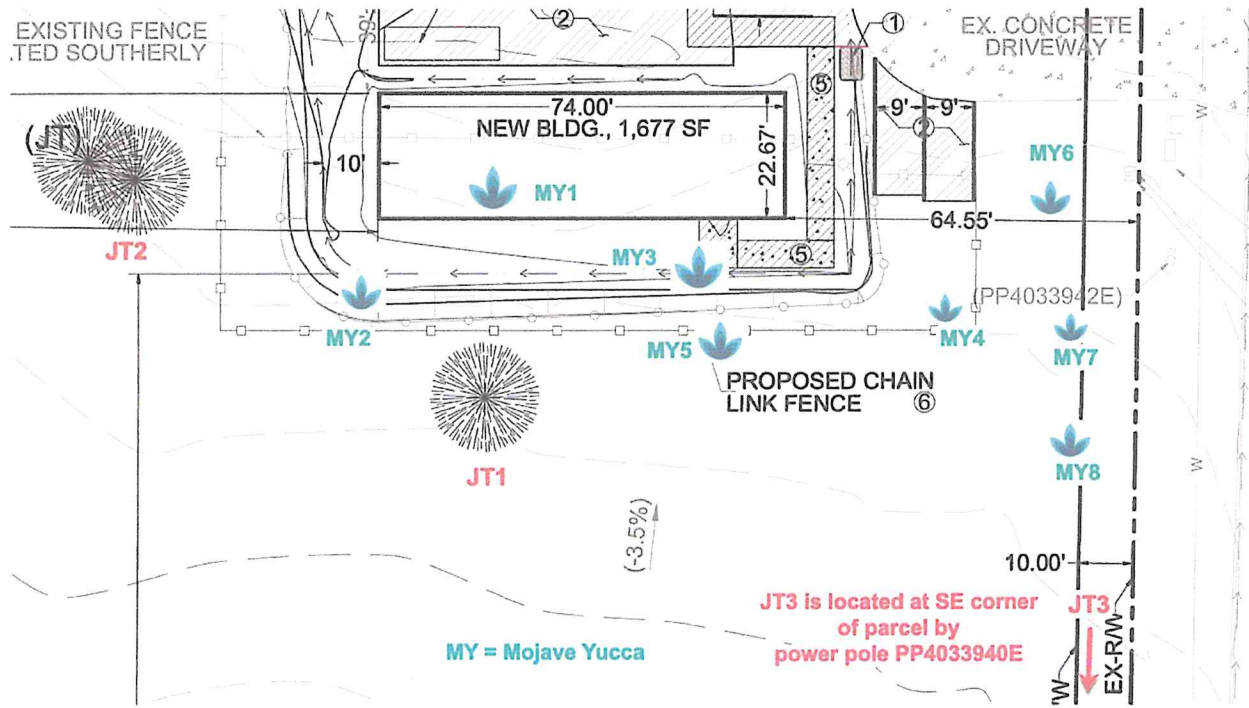 EXISTING FENCE
ATED SOUTHERLY
②
①
EX. CONCRETE
DRIVEWAY
74.00'
NEW BLDG., 1,677 SF
22.67'
⑤
9'
9'
②
W
(JT)
10'
MY1
MY6
64.55'
JT2
MY3
⑤
(PP4033942E)
MY2
MY5
MY4
MY7
PROPOSED CHAIN
LINK FENCE ⑥
JT1
MY8
W
(-3.5%)
10.00'
JT3 is located at SE corner
of parcel by
power pole PP4033940E
JT3
MY = Mojave Yucca
EX-R/W